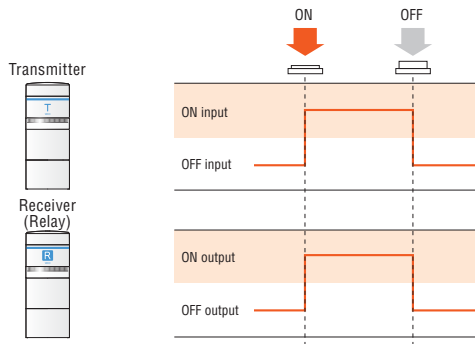 ON
OFF
Transmitter
T
ON input
OFF input
Receiver
(Relay)
R
ON output
OFF output